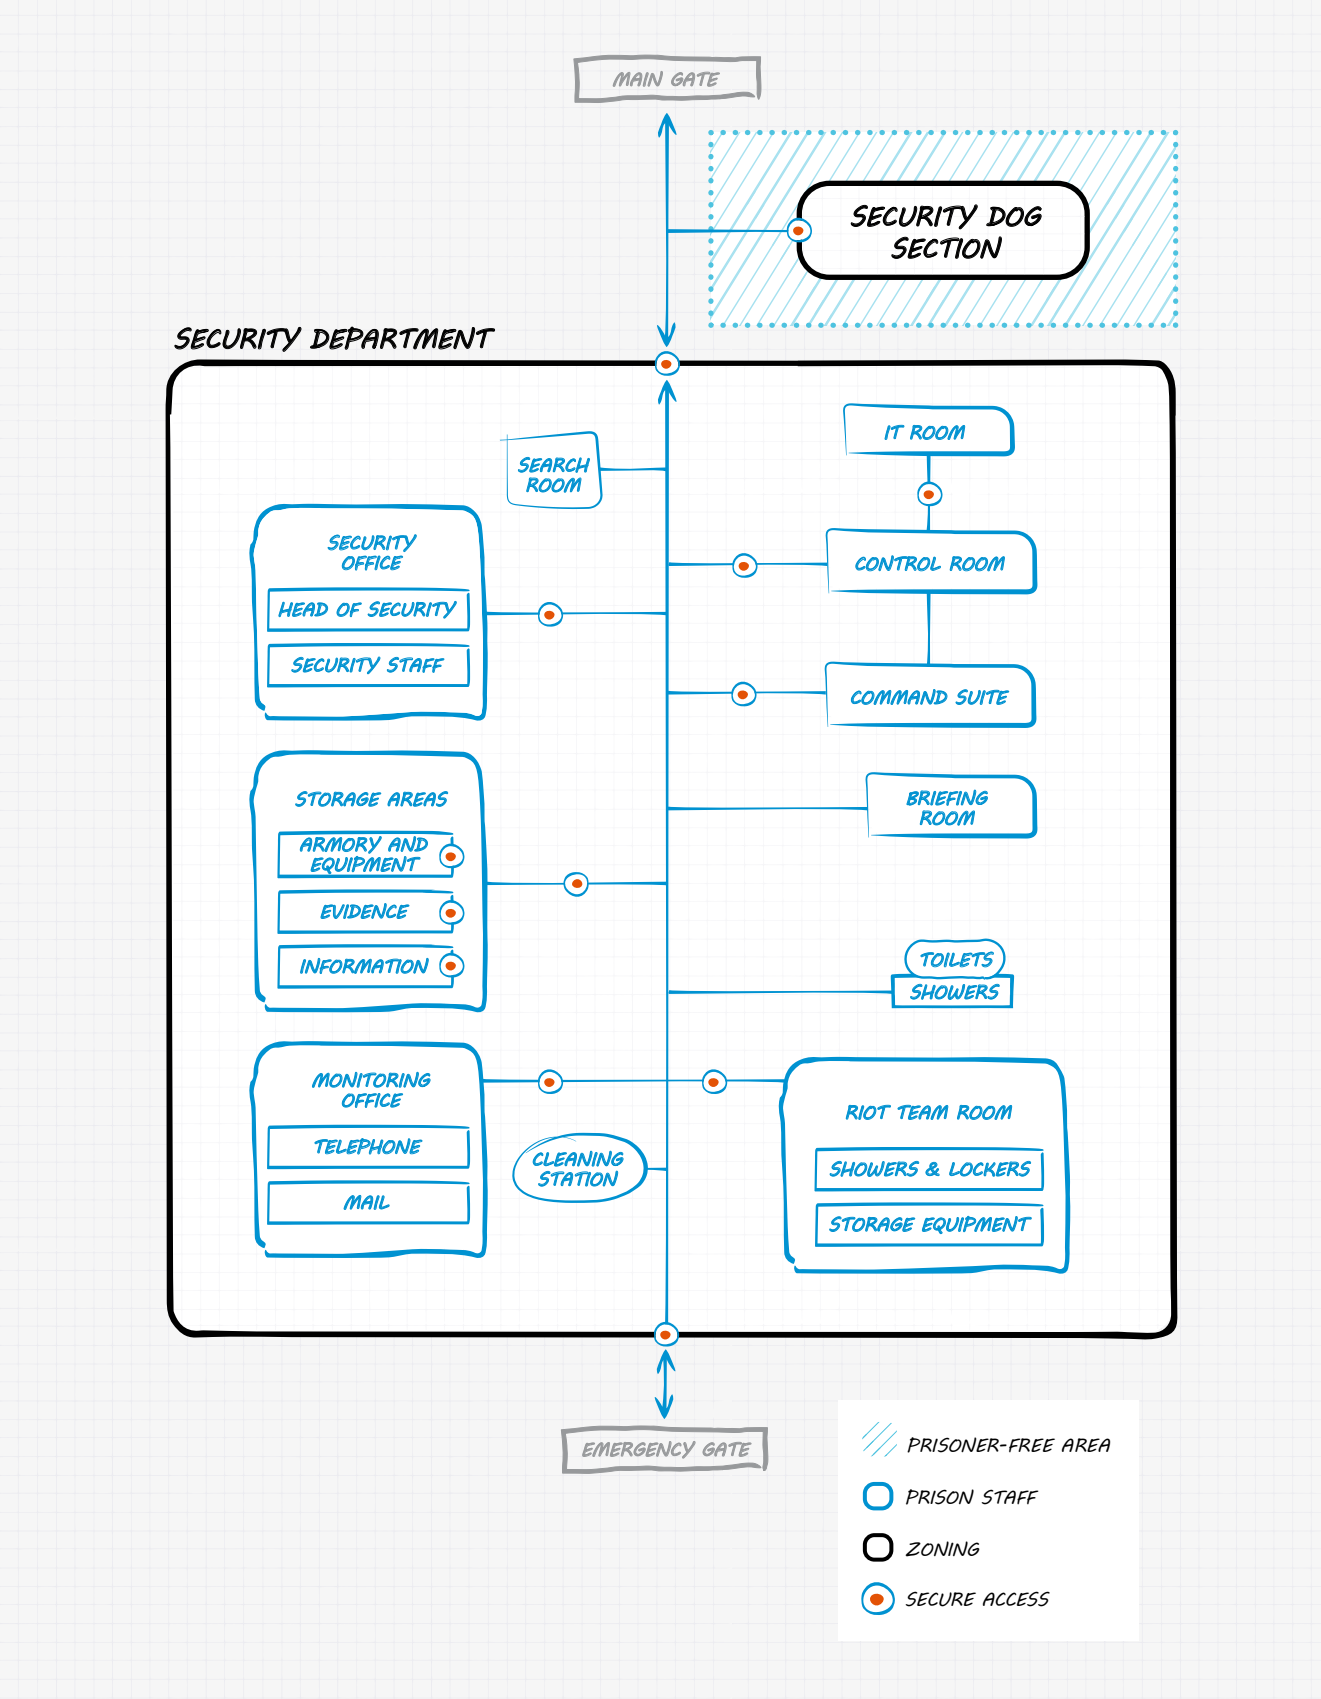 MAIN GATE
SECURITY DOG
SECTION
SECURITY DEPARTMENT
IT ROOM
SEARCH
ROOM
SECURITY
OFFICE
HEAD OF SECURITY
SECURITY STAFF
CONTROL ROOM
COMMAND SUITE
STORAGE AREAS
ARMORY AND
EQUIPMENT
EVIDENCE
INFORMATION
BRIEFING
ROOM
TOILETS
SHOWERS
MONITORING
OFFICE
TELEPHONE
MAIL
CLEANING
STATION
RIOT TEAM ROOM
SHOWERS & LOCKERS
STORAGE EQUIPMENT
EMERGENCY GATE
PRISONER-FREE AREA
PRISON STAFF
ZONING
SECURE ACCESS